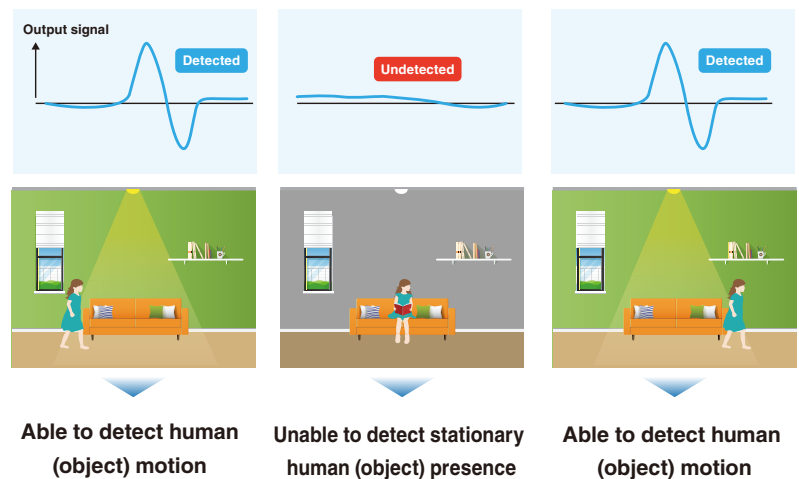 Output signal
Detected
Undetected
Detected
Able to detect human
(object) motion
Unable to detect stationary
human (object) presence
Able to detect human
(object) motion